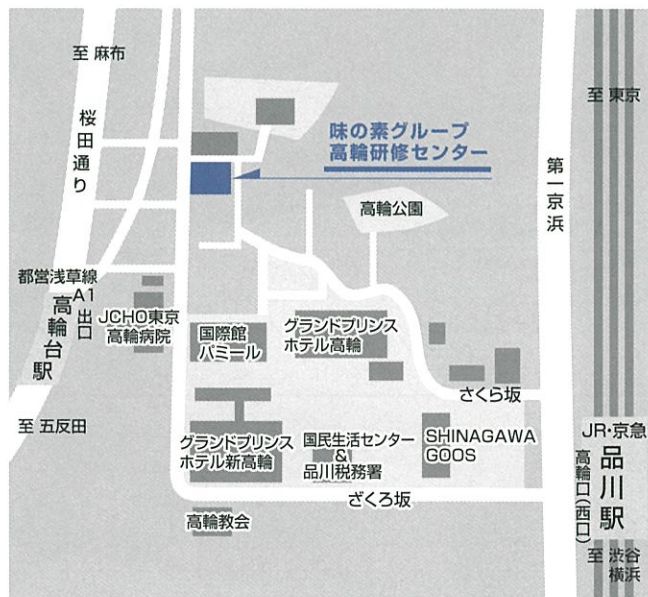 至 麻布
桜田通り
至 東京
味の素グループ
高輪研修センター
第一京浜
高輪公園
都営浅草線
A1出口
高輪台駅
JCHO東京
高輪病院
国際館
パミール
グランドプリンス
ホテル高輪
さくら坂
至 五反田
グランドプリンス
ホテル新高輪
国民生活センター
&
品川税務署
SHINAGAWA
GOOS
JR・京急
品川駅
高輪口(西口)
ざくろ坂
高輪教会
至 渋谷
横浜